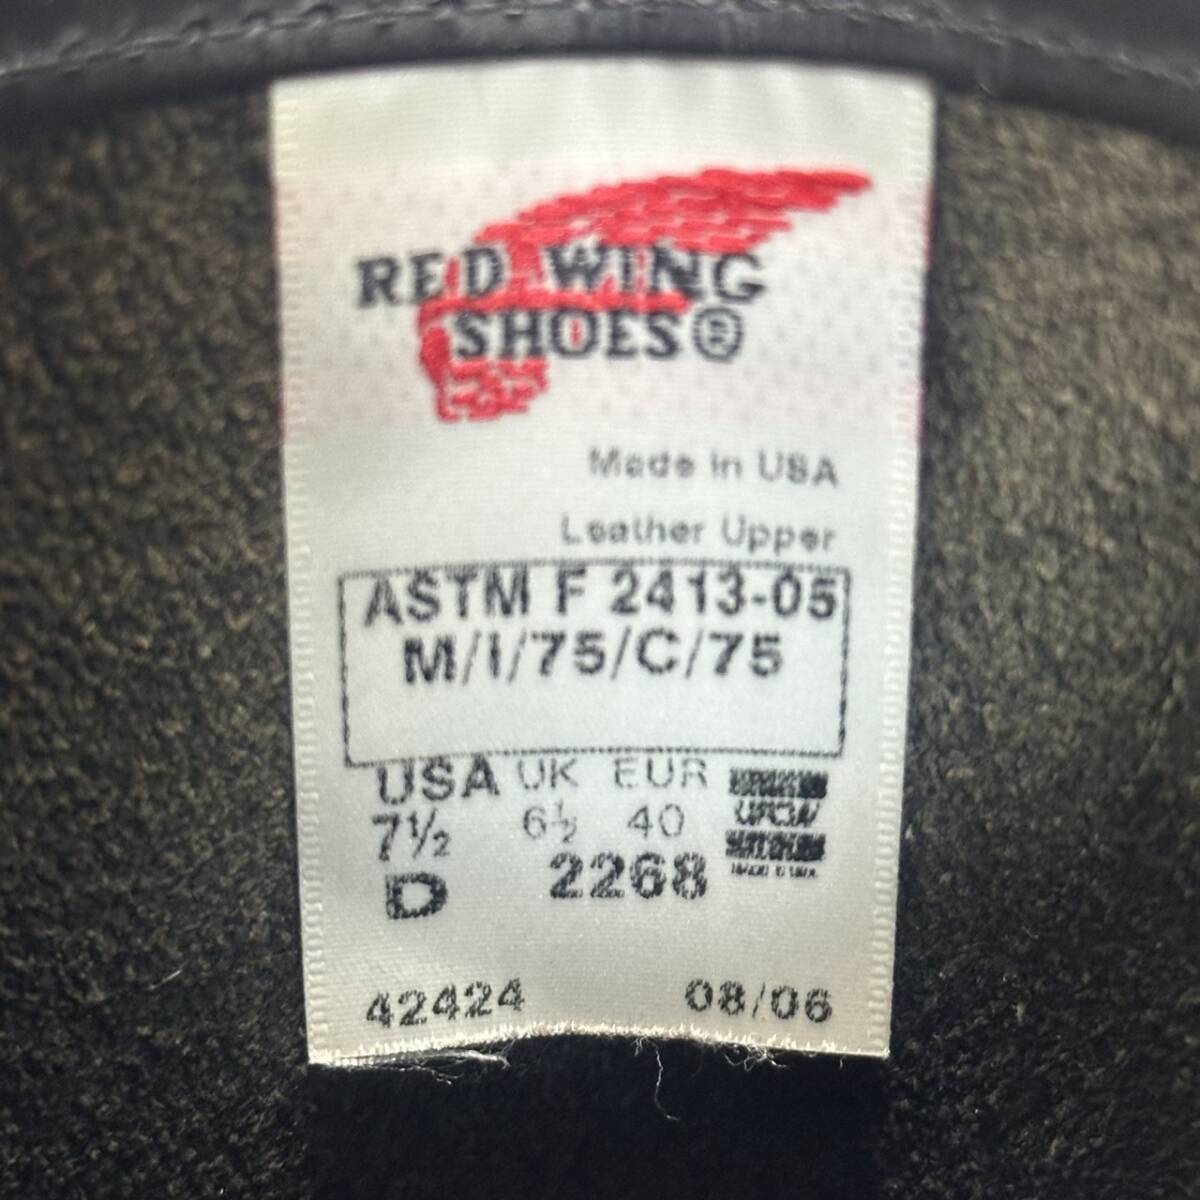 RED WING
SHOES®
Made in USA
Leather Upper
ASTM F 2413-05
M/I/75/C/75
USA UK EUR
7½ 6½ 40
UFCW
D 2268
42424 08/06